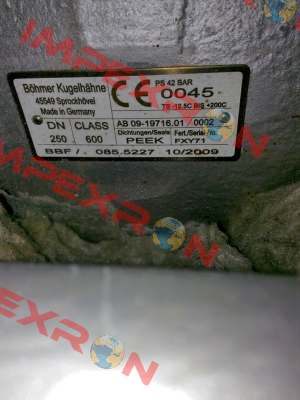 Böhmer Kugelhähne
45549 Sprockhövel
Made in Germany
CE
PS 42 BAR
0045
TS -12.5C BIS +200C
DN
CLASS
250
600
AB 09-19716.01 / 0002
Dichtungen/Seals
Fert./Serial-No.
PEEK
FXY71
BBF /. 085.5227 10/2009
IMPEXRON
IMPEXRON
IMPEXRON
IMPEXRON